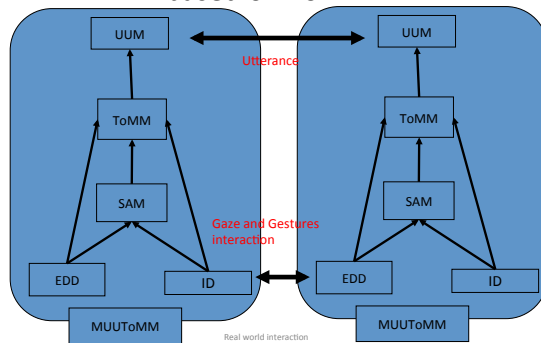 UUM
UUM
Utterance
ToMM
ToMM
SAM
SAM
Gaze and Gestures
interaction
EDD
ID
EDD
ID
MUUToMM
MUUToMM
Real world interaction